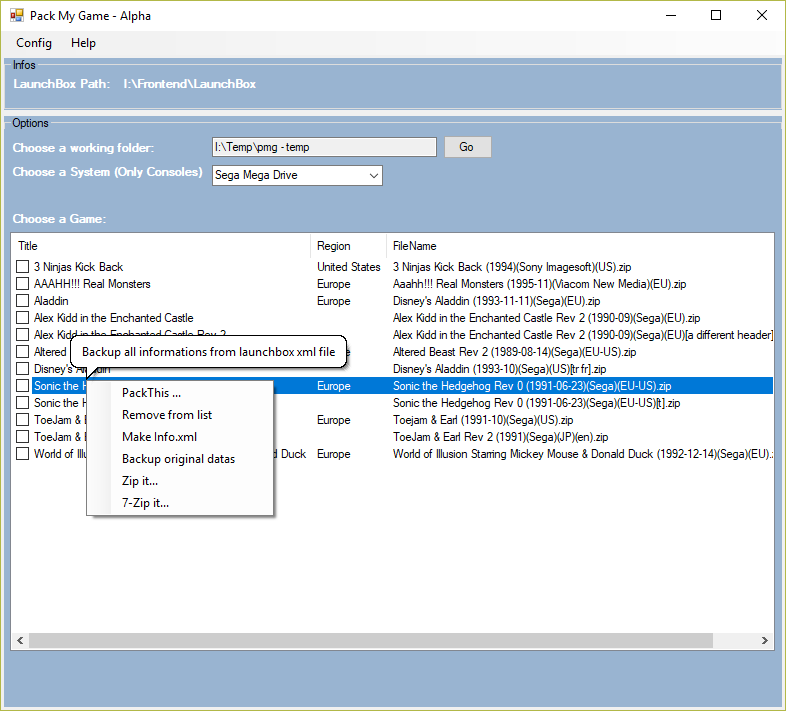 Pack My Game - Alpha
Config Help
Infos
LaunchBox Path: I:\Frontend\LaunchBox
Options
Choose a working folder: I:\Temp\pmg - temp Go
Choose a System (Only Consoles) Sega Mega Drive
Choose a Game:
Title Region FileName
3 Ninjas Kick Back United States 3 Ninjas Kick Back (1994)(Sony Imagesoft)(US).zip
AAAHH!!! Real Monsters Europe Aaahh!!! Real Monsters (1995-11)(Viacom New Media)(EU).zip
Aladdin Europe Disney's Aladdin (1993-11-11)(Sega)(EU).zip
Alex Kidd in the Enchanted Castle Alex Kidd in the Enchanted Castle Rev 2 (1990-09)(Sega)(EU).zip
Alex Kidd in the Enchanted Castle Rev 2 Alex Kidd in the Enchanted Castle Rev 2 (1990-09)(Sega)(EU)[a different header]
Altered Altered Beast Rev 2 (1989-08-14)(Sega)(EU-US).zip
Backup all informations from launchbox xml file
Disney's Aladdin Disney's Aladdin (1993-10)(Sega)(US)[tr fr].zip
Sonic the Europe Sonic the Hedgehog Rev 0 (1991-06-23)(Sega)(EU-US).zip
Sonic the Sonic the Hedgehog Rev 0 (1991-06-23)(Sega)(EU-US)[t].zip
ToeJam & Europe Toejam & Earl (1991-10)(Sega)(US).zip
ToeJam & ToeJam & Earl Rev 2 (1991)(Sega)(JP)(en).zip
World of d Duck Europe World of Illusion Starring Mickey Mouse & Donald Duck (1992-12-14)(Sega)(EU).
PackThis ...
Remove from list
Make Info.xml
Backup original datas
Zip it...
7-Zip it...